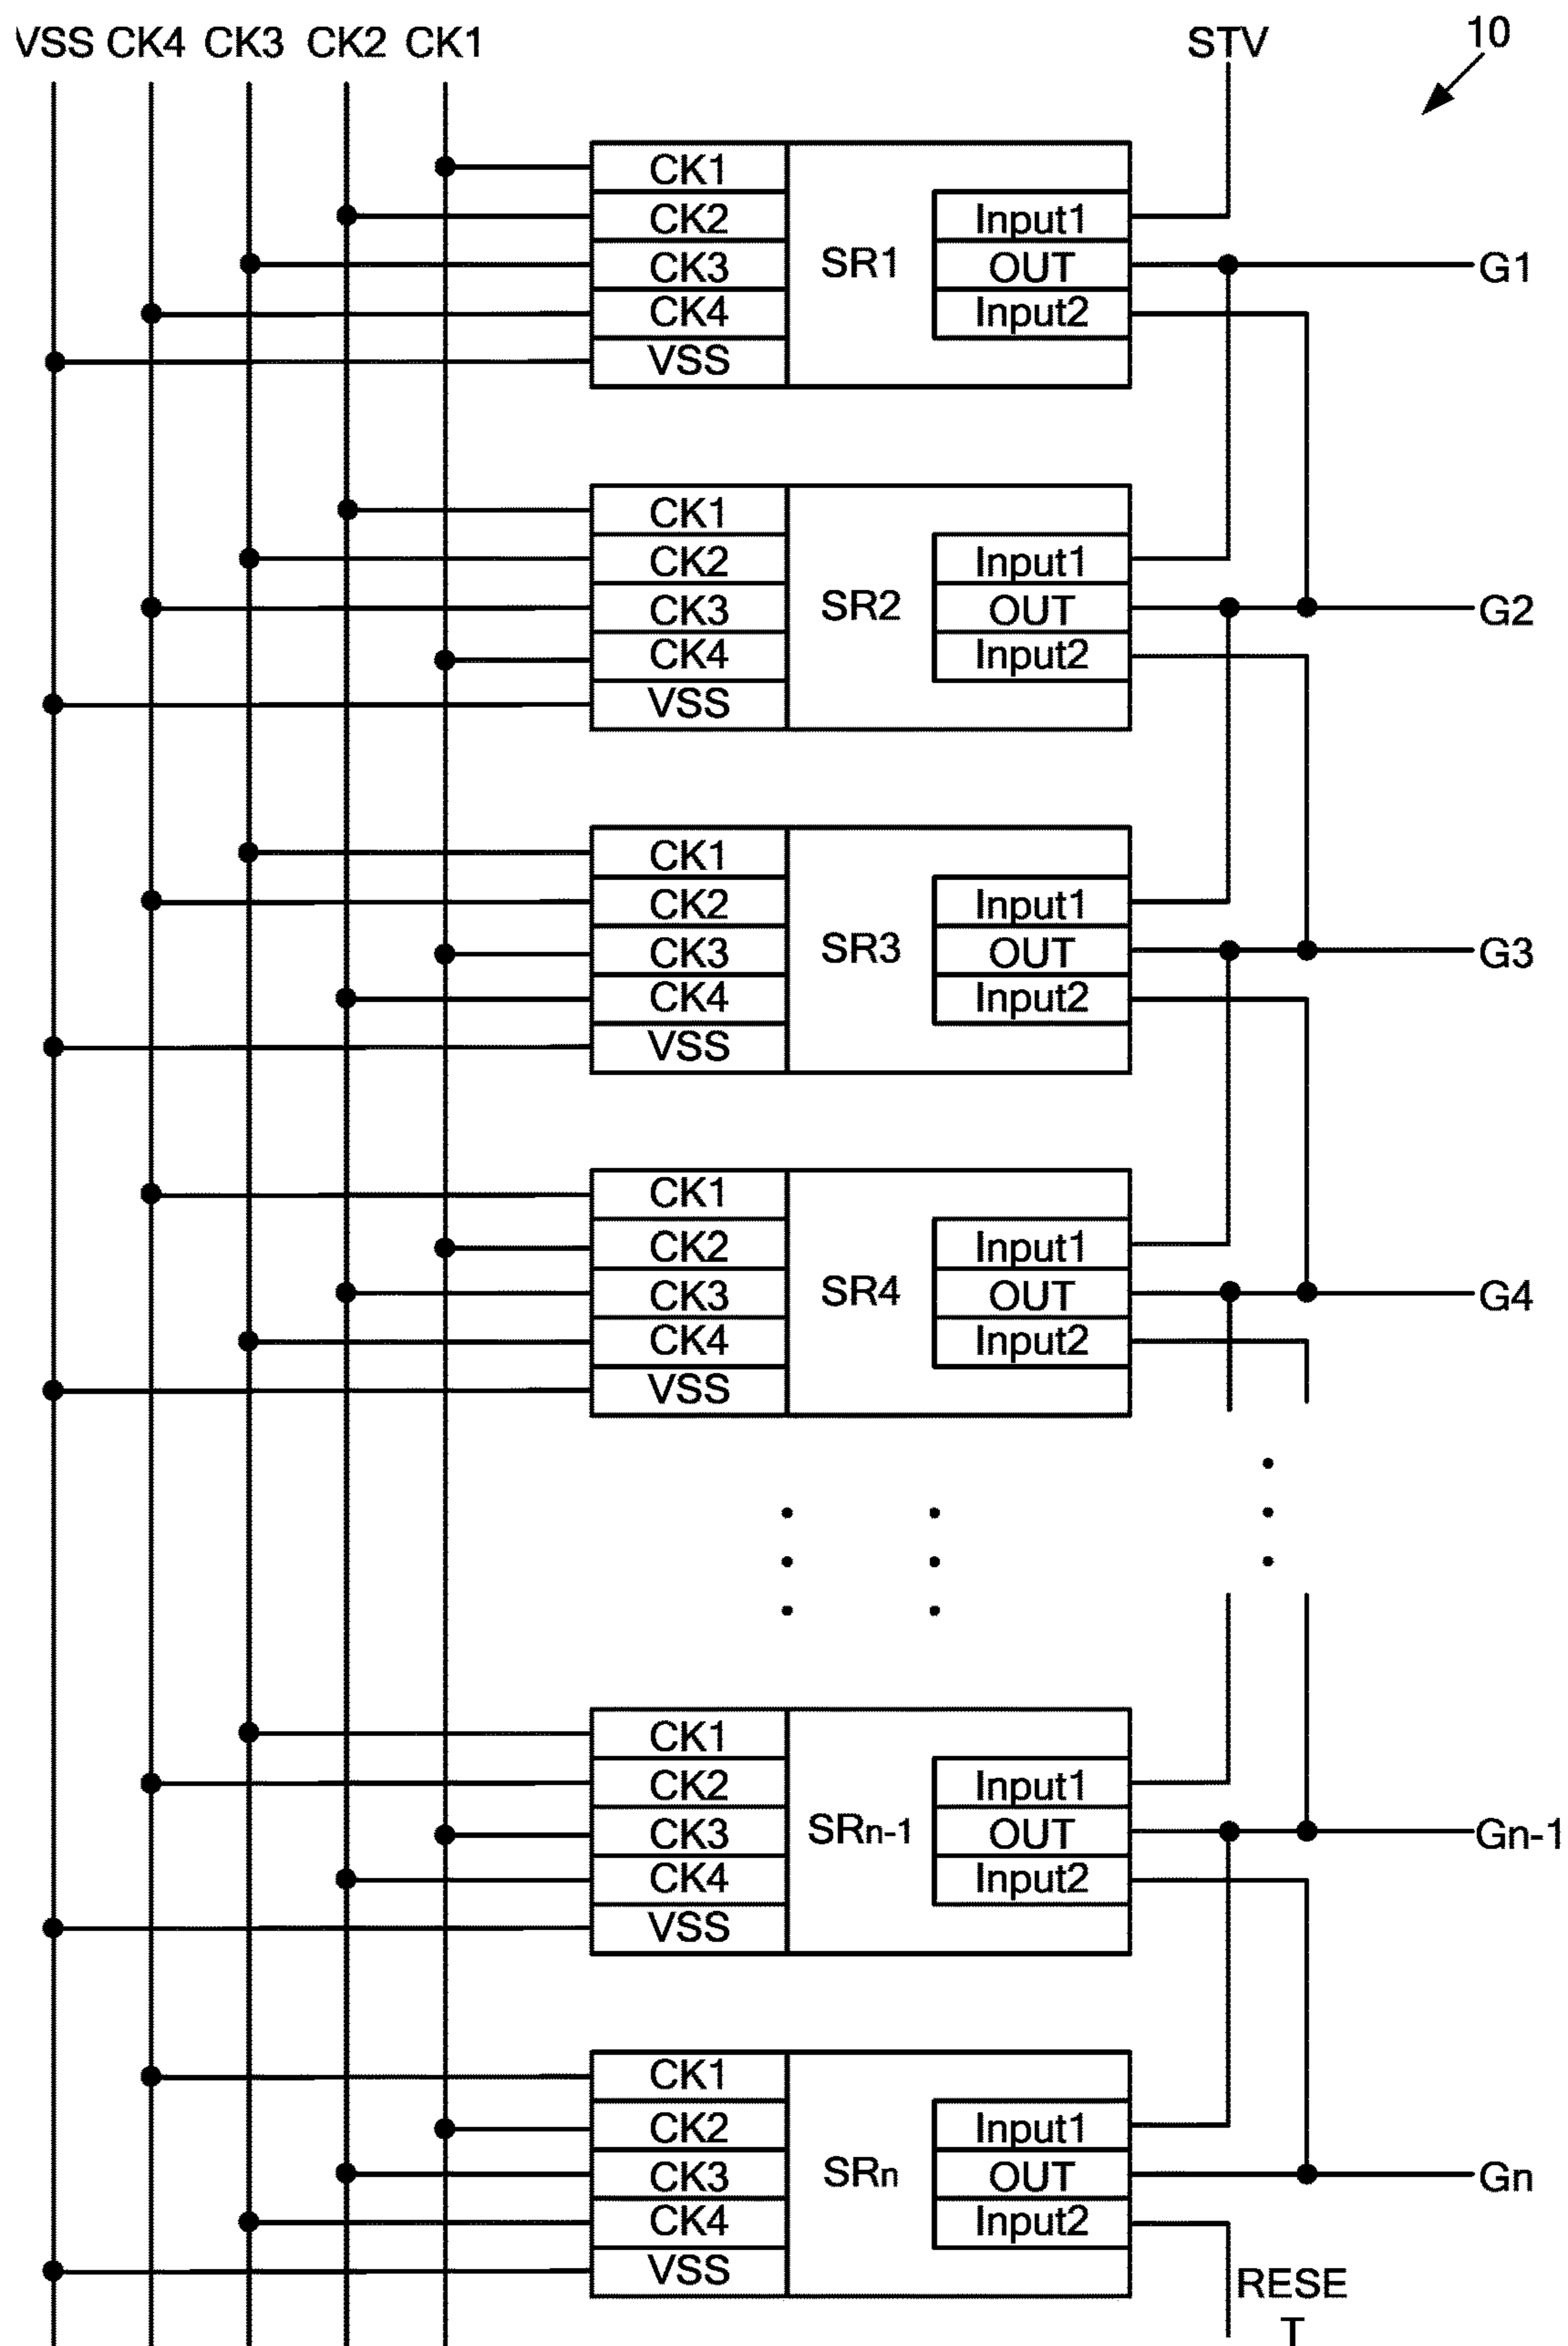 VSS CK4 CK3 CK2 CK1 STV 10
CK1
CK2 Input1
CK3 SR1 OUT G1
CK4 Input2
VSS
CK1
CK2 Input1
CK3 SR2 OUT G2
CK4 Input2
VSS
CK1
CK2 Input1
CK3 SR3 OUT G3
CK4 Input2
VSS
CK1
CK2 Input1
CK3 SR4 OUT G4
CK4 Input2
VSS
CK1
CK2 Input1
CK3 SRn-1 OUT Gn-1
CK4 Input2
VSS
CK1
CK2 Input1
CK3 SRn OUT Gn
CK4 Input2
VSS RESE
T